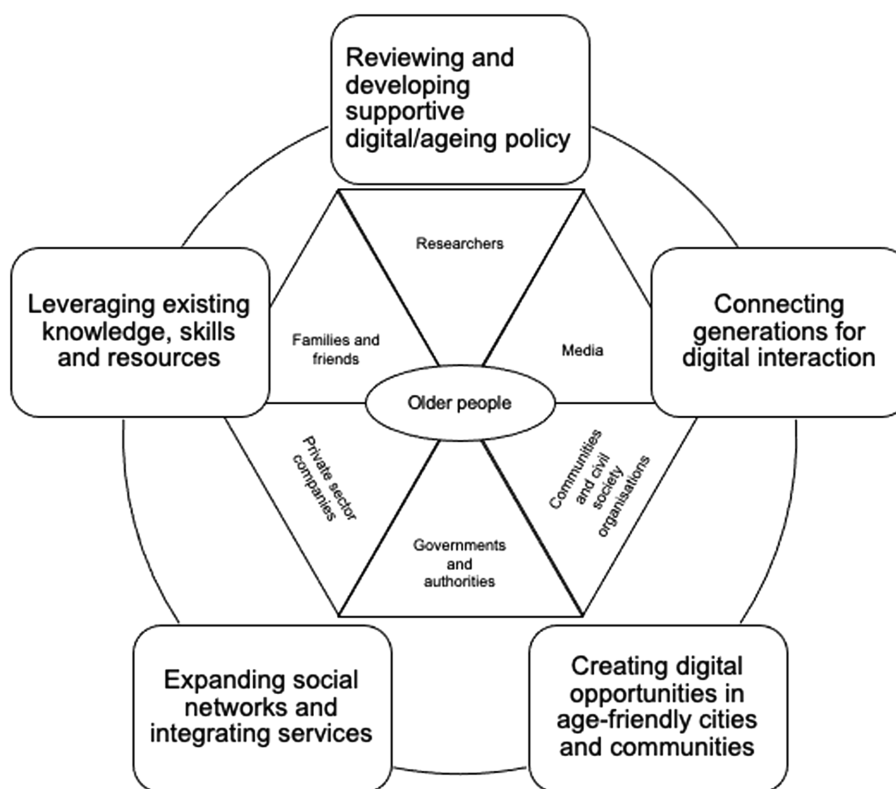 Reviewing and
developing
supportive
digital/ageing policy
Researchers
Leveraging existing
knowledge, skills
and resources
Connecting
generations for
digital interaction
Families and
friends
Media
Older people
Private sector
companies
Communities
and civil
society
organisations
Governments
and
authorities
Expanding social
networks and
integrating services
Creating digital
opportunities in
age-friendly cities
and communities